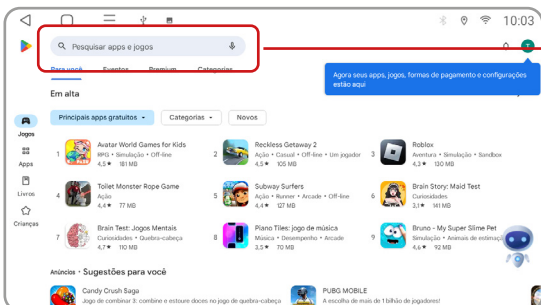 10:03
Pesquisar apps e jogos
T
Para você Eventos Premium Categorias
Agora seus apps, jogos, formas de pagamento e configurações
estão aqui
Em alta
Principais apps gratuitos Categorias Novos
Jogos
Apps
Livros
Crianças
1 Avatar World Games for Kids
RPG • Simulação • Off-line
4,5★ 181 MB
2 Reckless Getaway 2
Ação • Casual • Off-line • Um jogador
4,5★ 105 MB
3 Roblox
Aventura • Simulação • Sandbox
4,3★ 130 MB
4 Toilet Monster Rope Game
Ação
4,4★ 77 MB
5 Subway Surfers
Ação • Runner • Arcade • Off-line
4,4★ 127 MB
6 Brain Story: Maid Test
Curiosidades
3,1★ 141 MB
7 Brain Test: Jogos Mentais
Curiosidades • Quebra-cabeça
4,7★ 110 MB
8 Piano Tiles: jogo de música
Música • Desempenho • Arcade
3,5★ 70 MB
9 Bruno - My Super Slime Pet
Simulação • Animais de estimaç
4,6★ 92 MB
Anúncios • Sugestões para você
Candy Crush Saga
Jogo de combinar 3: combine e estoure doces no jogo de quebra-cabeça
PUBG MOBILE
A escolha de mais de 1 bilhão de jogadores!